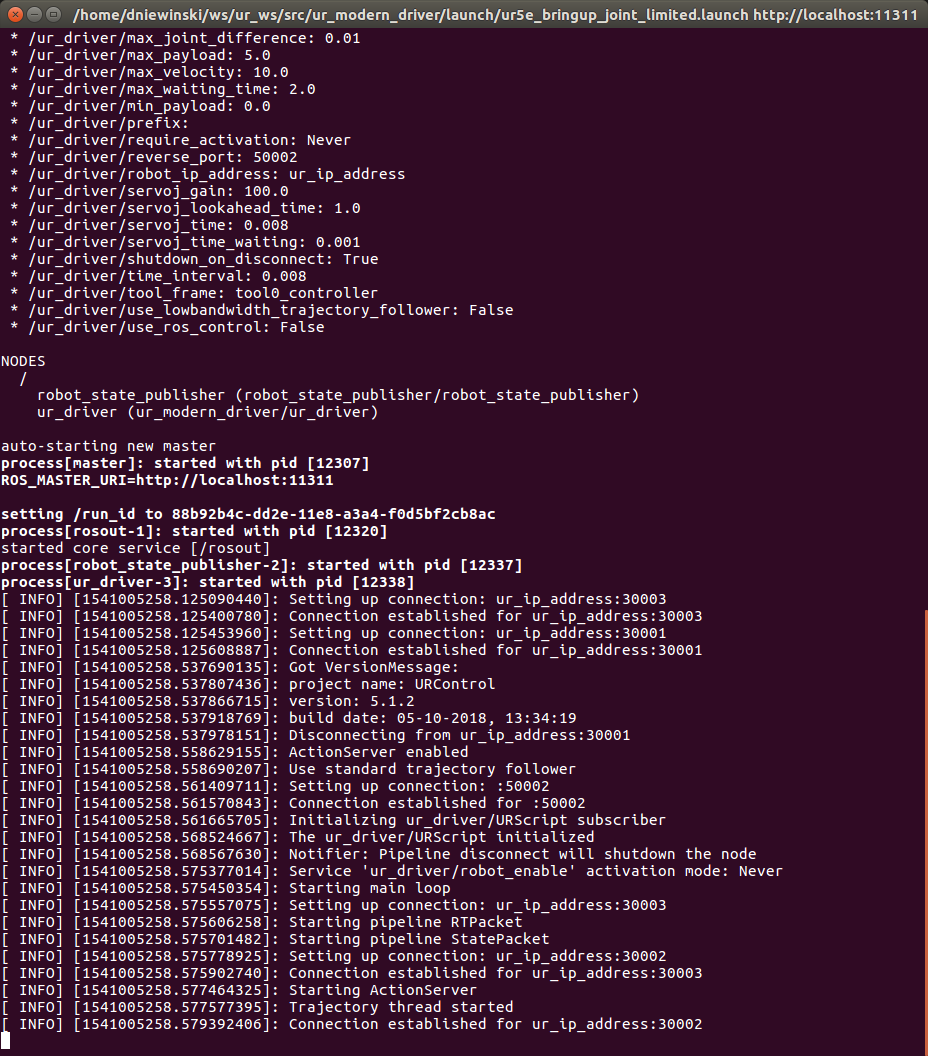 /home/dniewinski/ws/ur_ws/src/ur_modern_driver/launch/ur5e_bringup_joint_limited.launch http://localhost:11311
* /ur_driver/max_joint_difference: 0.01
* /ur_driver/max_payload: 5.0
* /ur_driver/max_velocity: 10.0
* /ur_driver/max_waiting_time: 2.0
* /ur_driver/min_payload: 0.0
* /ur_driver/prefix:
* /ur_driver/require_activation: Never
* /ur_driver/reverse_port: 50002
* /ur_driver/robot_ip_address: ur_ip_address
* /ur_driver/servoj_gain: 100.0
* /ur_driver/servoj_lookahead_time: 1.0
* /ur_driver/servoj_time: 0.008
* /ur_driver/servoj_time_waiting: 0.001
* /ur_driver/shutdown_on_disconnect: True
* /ur_driver/time_interval: 0.008
* /ur_driver/tool_frame: tool0_controller
* /ur_driver/use_lowbandwidth_trajectory_follower: False
* /ur_driver/use_ros_control: False
NODES
/
robot_state_publisher (robot_state_publisher/robot_state_publisher)
ur_driver (ur_modern_driver/ur_driver)
auto-starting new master
process[master]: started with pid [12307]
ROS_MASTER_URI=http://localhost:11311
setting /run_id to 88b92b4c-dd2e-11e8-a3a4-f0d5bf2cb8ac
process[rosout-1]: started with pid [12320]
started core service [/rosout]
process[robot_state_publisher-2]: started with pid [12337]
process[ur_driver-3]: started with pid [12338]
[ INFO] [1541005258.125090440]: Setting up connection: ur_ip_address:30003
[ INFO] [1541005258.125400780]: Connection established for ur_ip_address:30003
[ INFO] [1541005258.125453960]: Setting up connection: ur_ip_address:30001
[ INFO] [1541005258.125608887]: Connection established for ur_ip_address:30001
[ INFO] [1541005258.537690135]: Got VersionMessage:
[ INFO] [1541005258.537807436]: project name: URControl
[ INFO] [1541005258.537866715]: version: 5.1.2
[ INFO] [1541005258.537918769]: build date: 05-10-2018, 13:34:19
[ INFO] [1541005258.537978151]: Disconnecting from ur_ip_address:30001
[ INFO] [1541005258.558629155]: ActionServer enabled
[ INFO] [1541005258.558690207]: Use standard trajectory follower
[ INFO] [1541005258.561409711]: Setting up connection: :50002
[ INFO] [1541005258.561570843]: Connection established for :50002
[ INFO] [1541005258.561665705]: Initializing ur_driver/URScript subscriber
[ INFO] [1541005258.568524667]: The ur_driver/URScript initialized
[ INFO] [1541005258.568567630]: Notifier: Pipeline disconnect will shutdown the node
[ INFO] [1541005258.575377014]: Service 'ur_driver/robot_enable' activation mode: Never
[ INFO] [1541005258.575450354]: Starting main loop
[ INFO] [1541005258.575557075]: Setting up connection: ur_ip_address:30003
[ INFO] [1541005258.575606258]: Starting pipeline RTPacket
[ INFO] [1541005258.575701482]: Starting pipeline StatePacket
[ INFO] [1541005258.575778925]: Setting up connection: ur_ip_address:30002
[ INFO] [1541005258.575902740]: Connection established for ur_ip_address:30003
[ INFO] [1541005258.577464325]: Starting ActionServer
[ INFO] [1541005258.577577395]: Trajectory thread started
[ INFO] [1541005258.579392406]: Connection established for ur_ip_address:30002